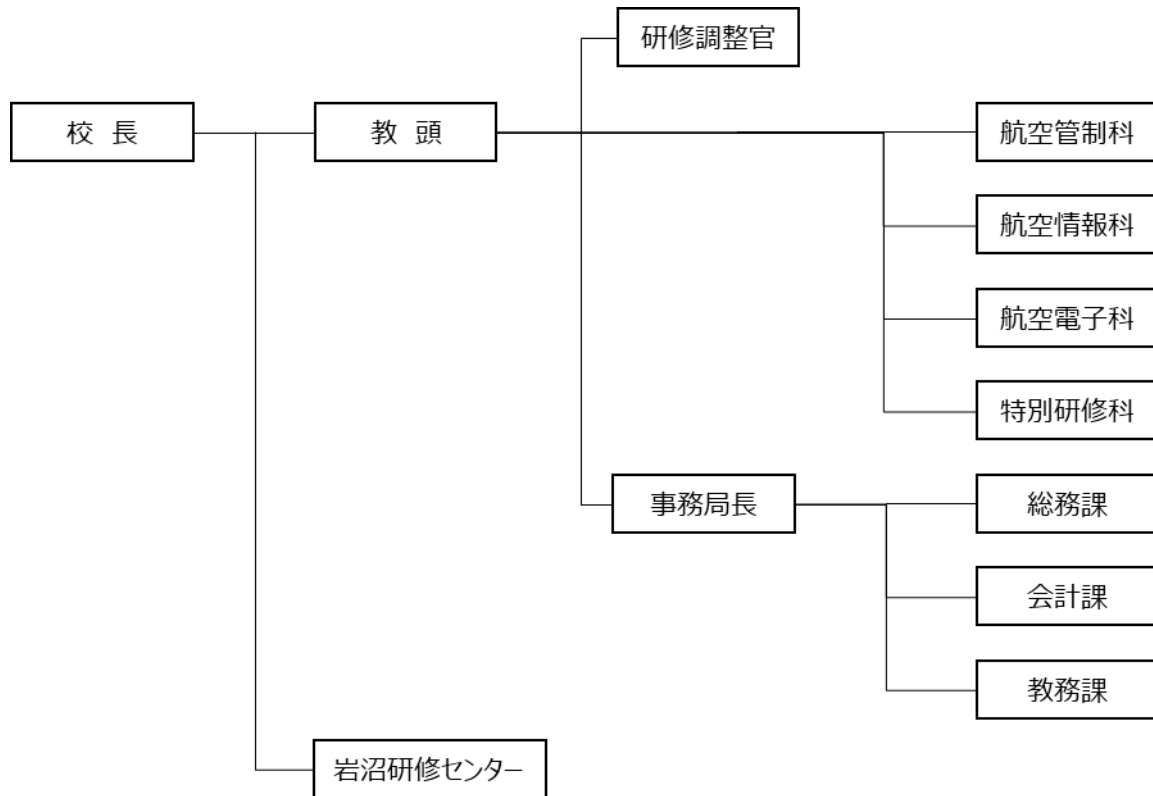 研修調整官
校 長
教 頭
航空管制科
航空情報科
航空電子科
特別研修科
事務局長
総務課
会計課
教務課
岩沼研修センター